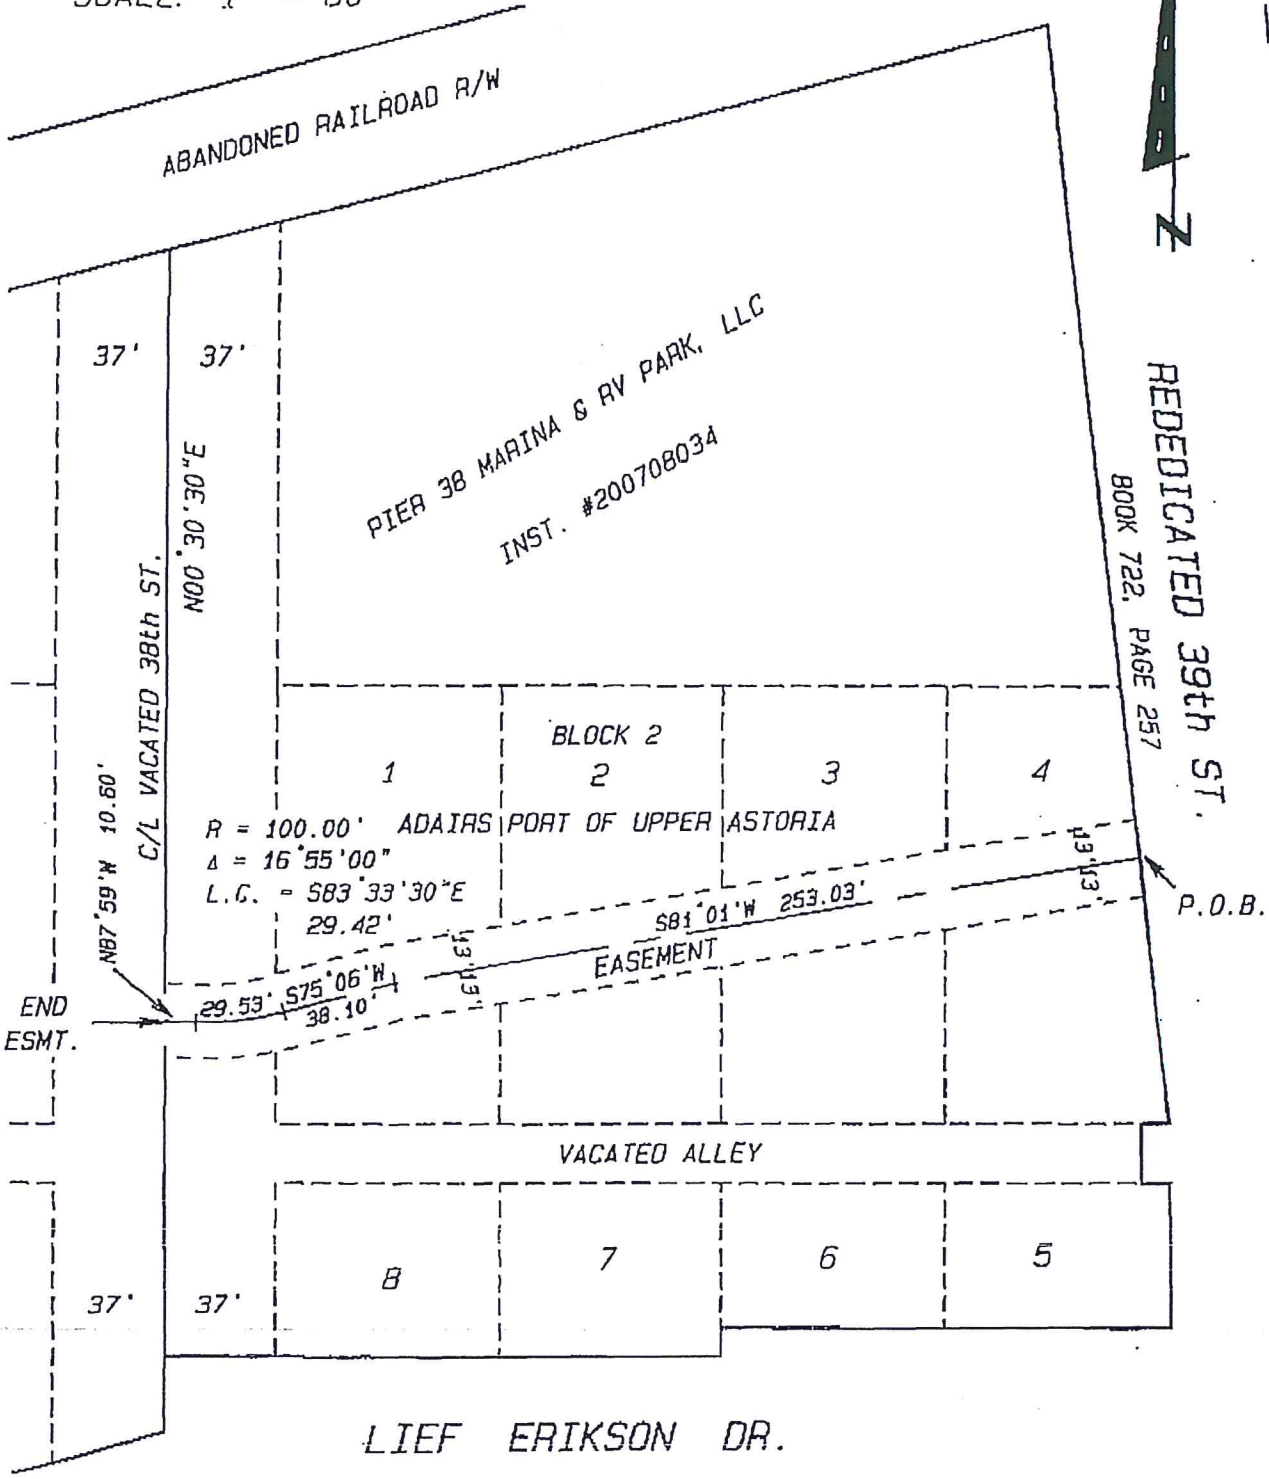 ABANDONED RAILROAD R/W
37'
37'
PIER 38 MARINA & RV PARK, LLC
INST. #200708034
N00°30'30"E
C/L VACATED 38th ST.
REDEDICATED 39th ST.
BOOK 722, PAGE 257
Z
BLOCK 2
1
2
3
4
ADAIRS PORT OF UPPER ASTORIA
R = 100.00'
Δ = 16°55'00"
L.C. = S83°33'30"E
29.42'
N87°59'W 10.60'
13'
13'
P.O.B.
S81°01'W 253.03'
EASEMENT
13'
13'
29.53'
S75°06'W
38.10'
END
ESMT.
VACATED ALLEY
8
7
6
5
37'
37'
LIEF ERIKSON DR.